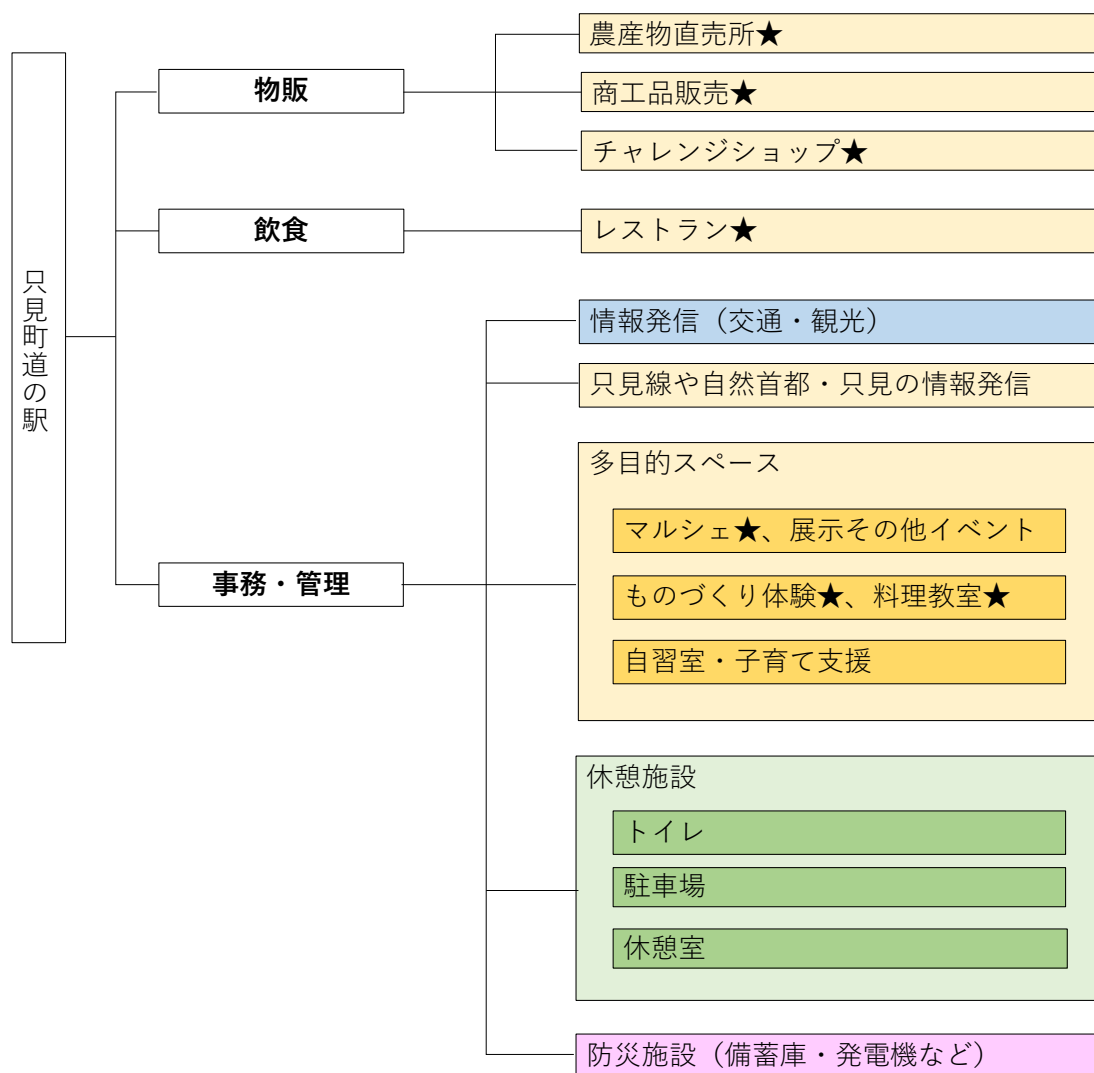 只見町道の駅
物販
農産物直売所★
商工品販売★
チャレンジショップ★
飲食
レストラン★
事務・管理
情報発信（交通・観光）
只見線や自然首都・只見の情報発信
多目的スペース
マルシェ★、展示その他イベント
ものづくり体験★、料理教室★
自習室・子育て支援
休憩施設
トイレ
駐車場
休憩室
防災施設（備蓄庫・発電機など）